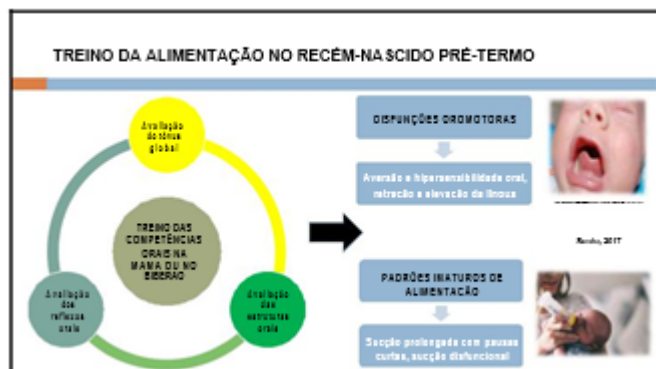 TREINO DA ALIMENTAÇÃO NO RECÉM-NASCIDO PRÉ-TERMO
Avaliação
do tónus
global
TREINO DAS
COMPETÊNCIAS
ORAIS NA
MAMA OU NO
BIBERÃO
Avaliação
dos
reflexos
orais
Avaliação
das
estruturas
orais
DISFUNÇÕES OROMOTORAS
Aversão e hipersensibilidade oral,
retração e elevação da língua
, 2017
PADRÕES IMATUROS DE
ALIMENTAÇÃO
Sucção prolongada com pausas
curtas, sucção disfuncional